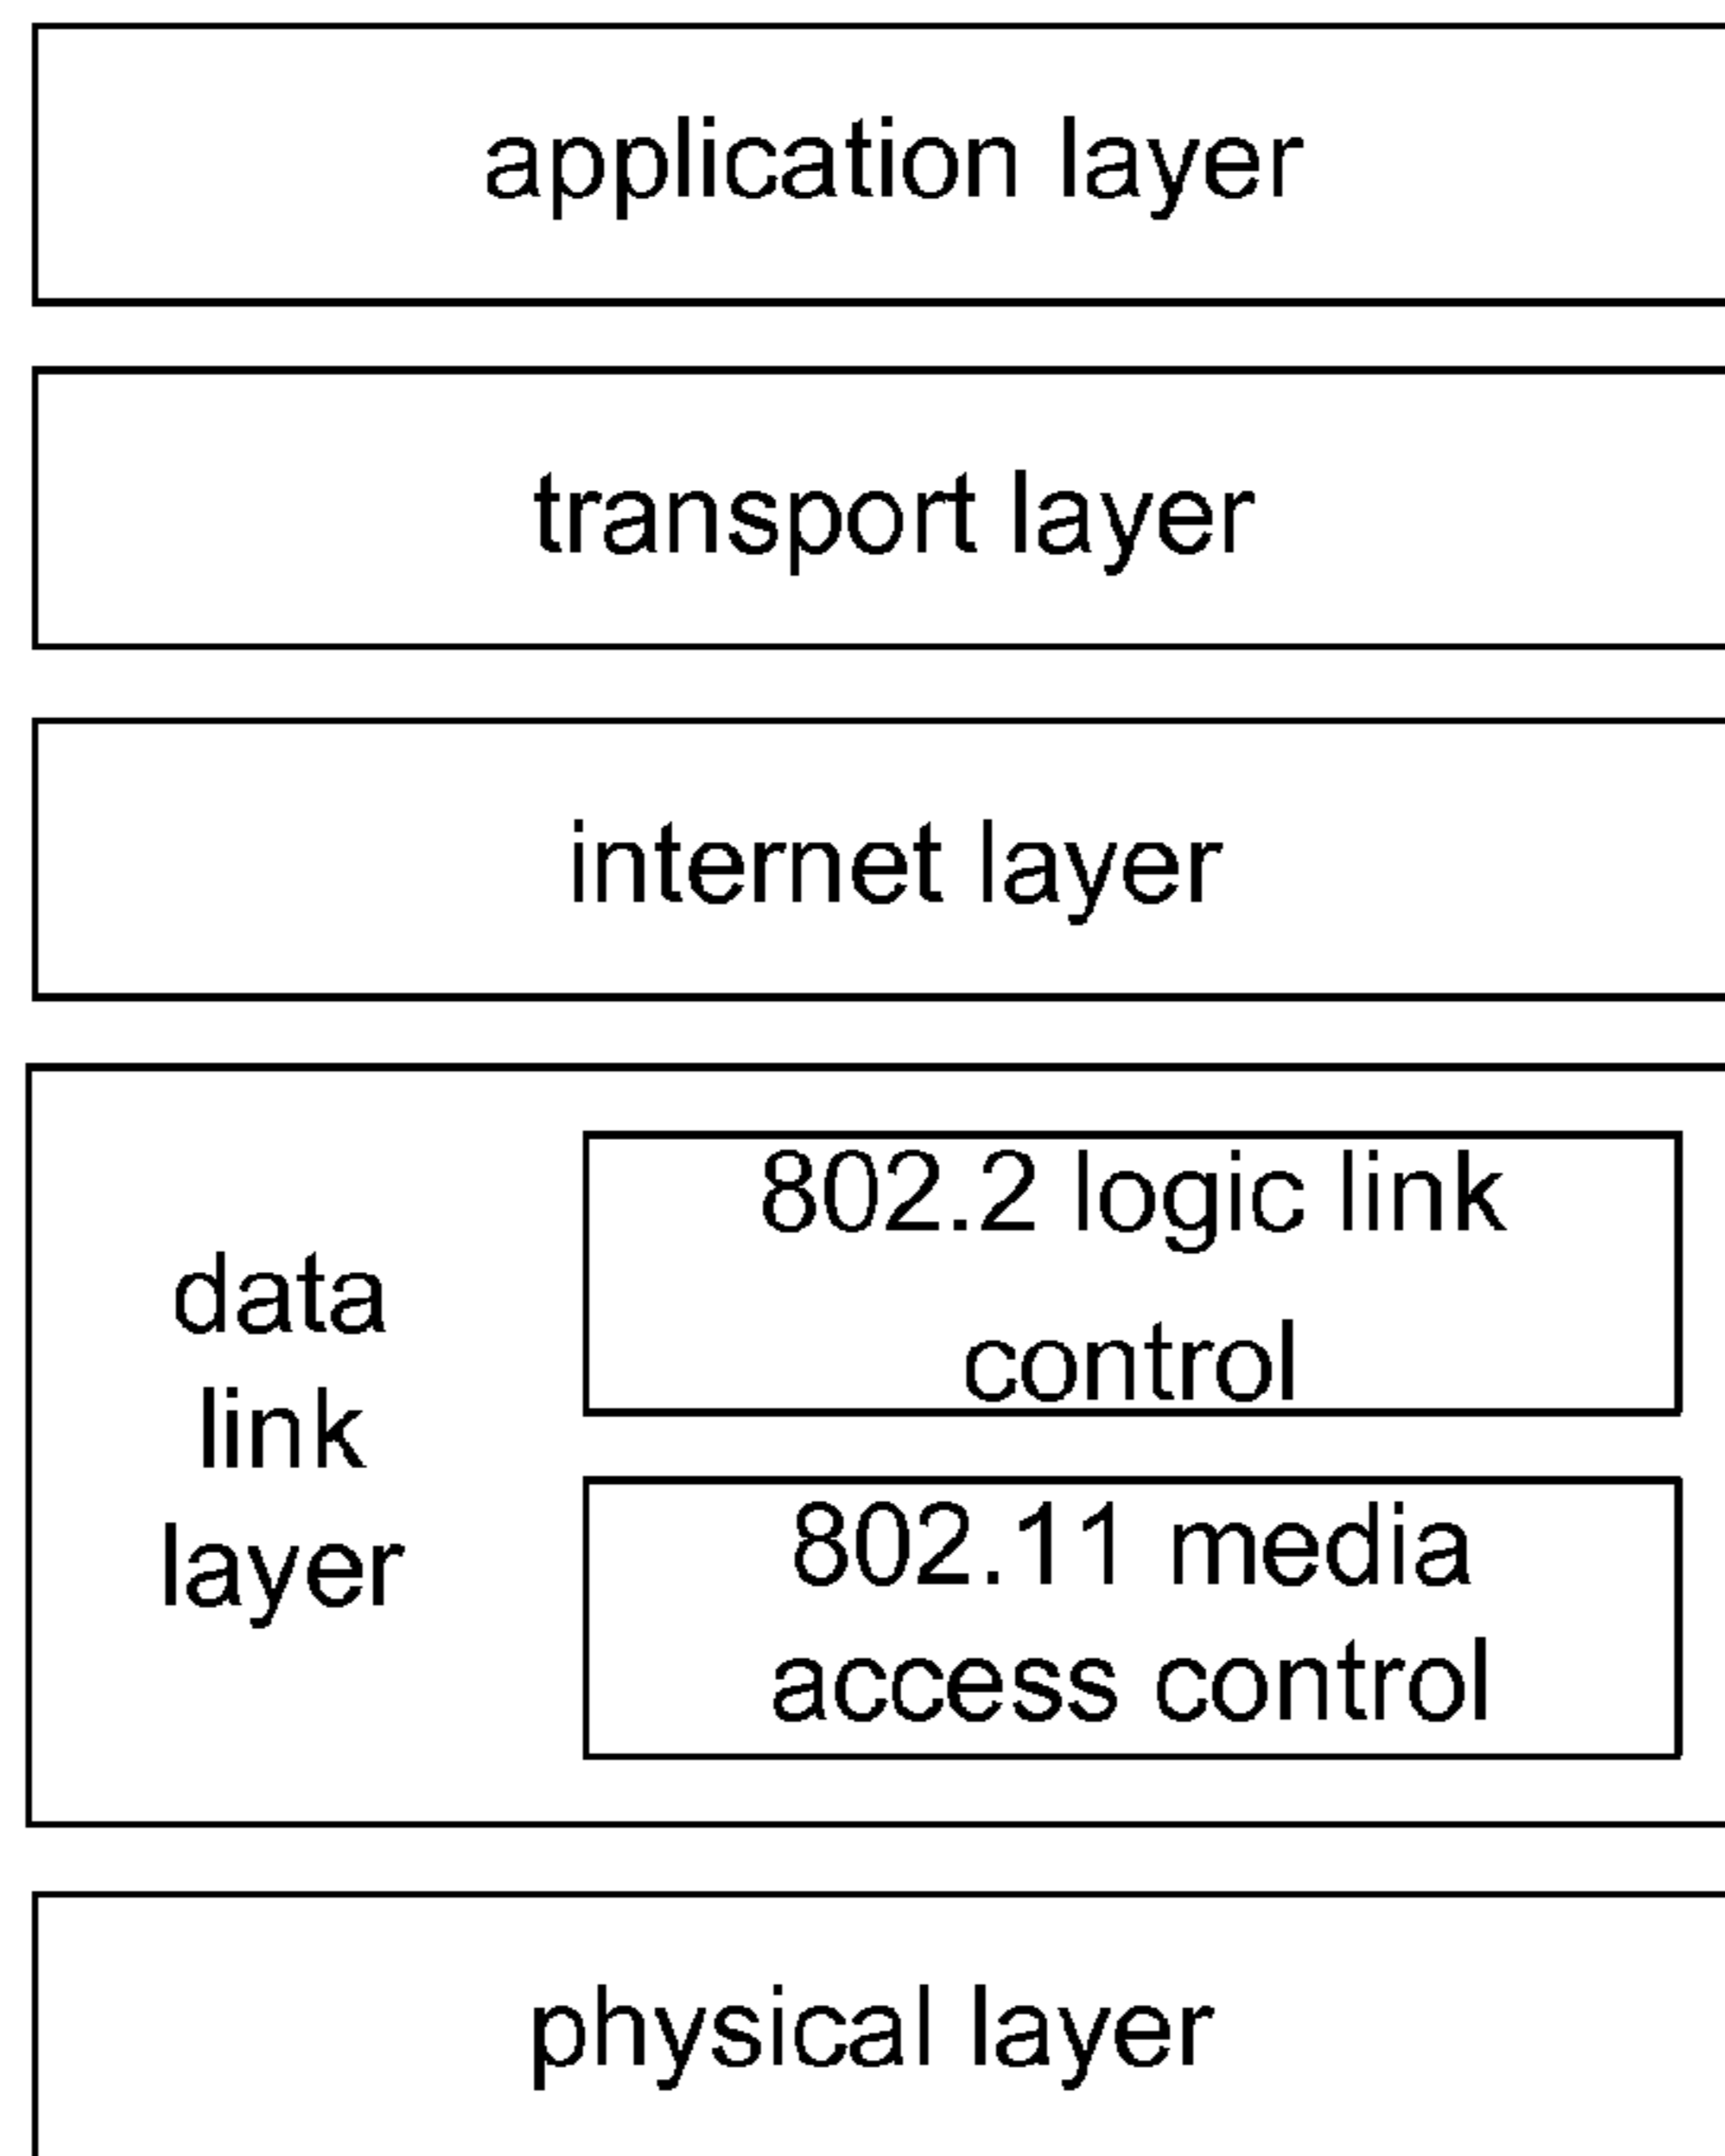 application layer
transport layer
internet layer
data
link
layer
802.2 logic link
control
802.11 media
access control
physical layer